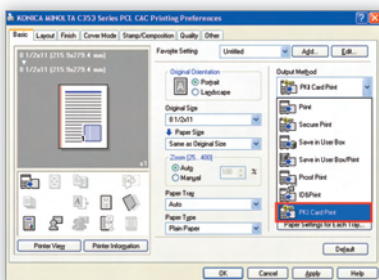 KONICA MINOLTA C353 Series PCL CAC Printing Preferences
Basic Layout Finish Cover Mode Stamp/Composition Quality Other
8 1/2x11 [215.9x279.4 mm]
8 1/2x11 [215.9x279.4 mm]
x1
Printer View
Printer Information
Favorite Setting
Untitled
Add...
Edit...
Original Orientation
A
Portrait
Landscape
Original Size
8 1/2x11
Paper Size
Same as Original Size
Zoom [25.. 400]
Auto
Manual
100
%
Paper Tray
Auto
Paper Type
Plain Paper
Output Method
PKI Card Print
Print
Secure Print
Save in User Box
Save in User Box/Print
Proof Print
ID&Print
PKI Card Print
Paper Settings for Each Tray...
Default
OK
Cancel
Apply
Help